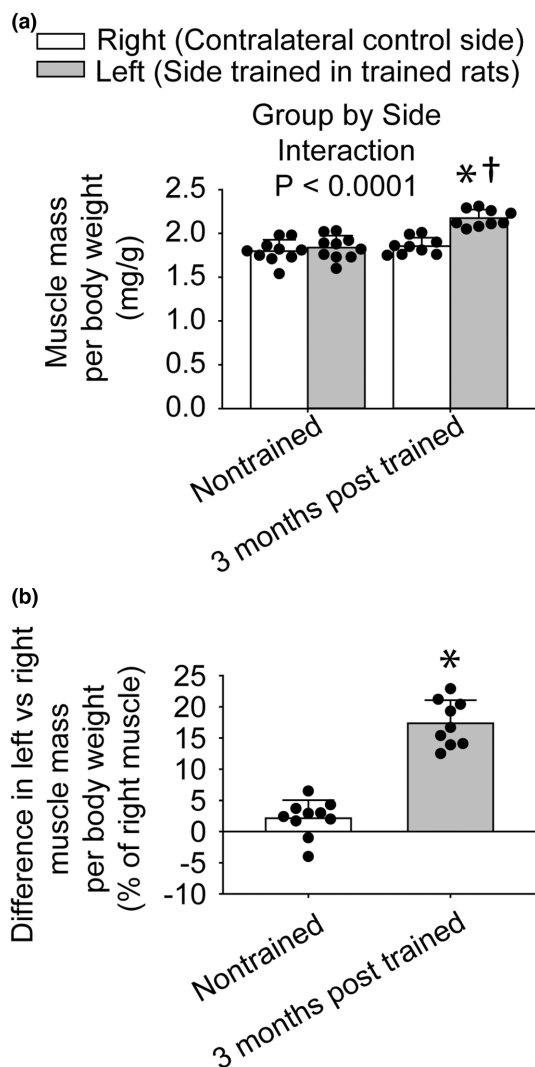 (a)
Right (Contralateral control side)
Left (Side trained in trained rats)
Group by Side
Interaction
P < 0.0001
*†
Muscle mass
per body weight
(mg/g)
2.5
2.0
1.5
1.0
0.5
0.0
Nontrained
3 months post trained
(b)
Difference in left vs right
muscle mass
per body weight
(% of right muscle)
*
25
20
15
10
5
0
-5
-10
Nontrained
3 months post trained